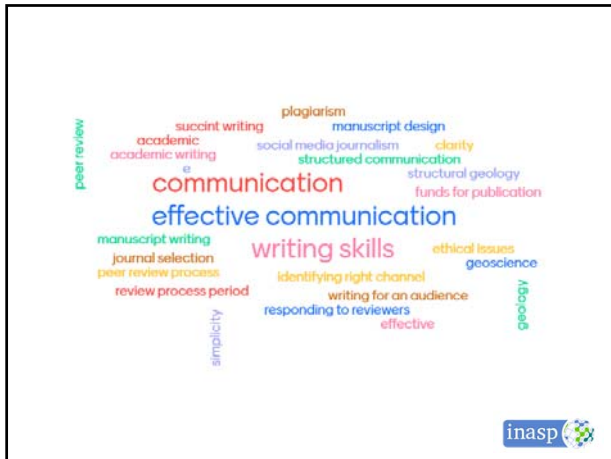 plagiarism
succint writing
manuscript design
peer review
academic
social media journalism
clarity
academic writing
structured communication
e
structural geology
communication
funds for publication
effective communication
manuscript writing
writing skills
ethical issues
journal selection
geoscience
peer review process
identifying right channel
review process period
writing for an audience
responding to reviewers
geology
simplicity
effective
inasp